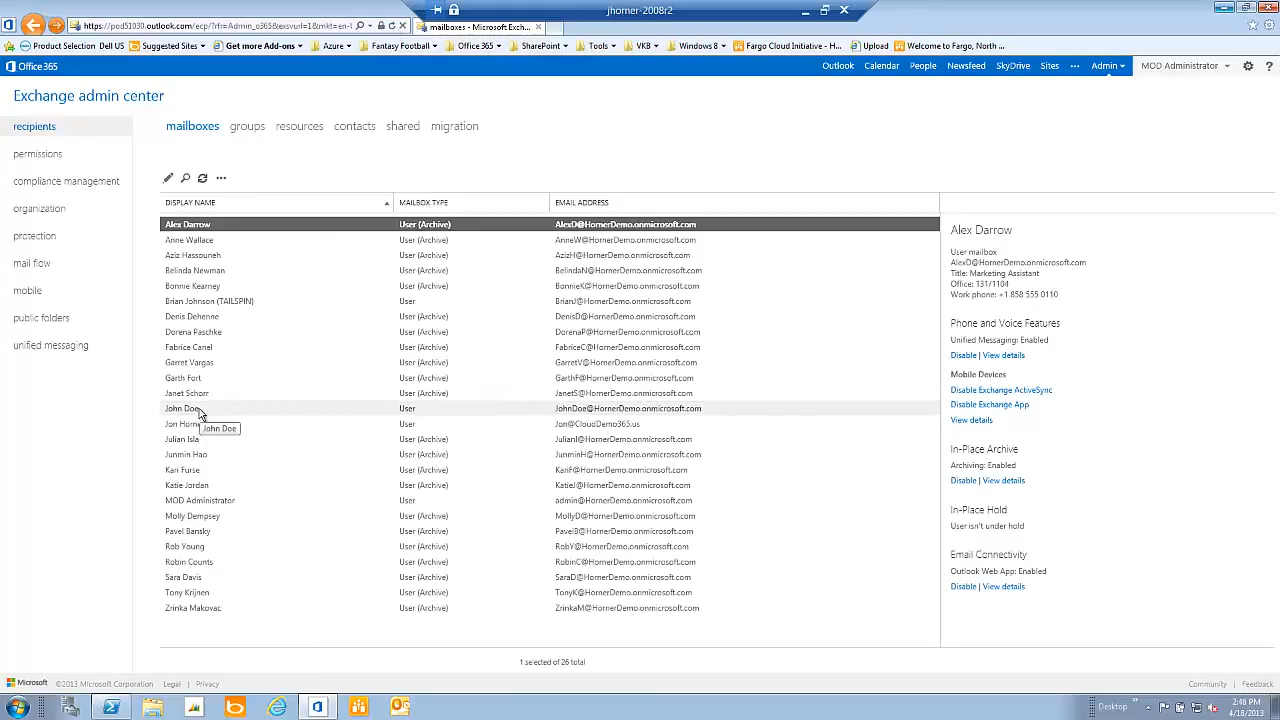 jhorner-2008r2
https://pod51030.outlook.com/ecp/?rfr=Admin_o365&exsvurl=1&mkt=en-U
mailboxes - Microsoft Exch...
Product Selection Dell US
Suggested Sites
Get more Add-ons
Azure
Fantasy Football
Office 365
SharePoint
Tools
VKB
Windows 8
Fargo Cloud Initiative - H...
Upload
Welcome to Fargo, North ...
Office 365
Outlook
Calendar
People
Newsfeed
SkyDrive
Sites
...
Admin
MOD Administrator
?
Exchange admin center
recipients
permissions
compliance management
organization
protection
mail flow
mobile
public folders
unified messaging
mailboxes groups resources contacts shared migration
...
DISPLAY NAME MAILBOX TYPE EMAIL ADDRESS
Alex Darrow User (Archive) AlexD@HornerDemo.onmicrosoft.com
Anne Wallace User (Archive) AnneW@HornerDemo.onmicrosoft.com
Aziz Hassouneh User (Archive) AzizH@HornerDemo.onmicrosoft.com
Belinda Newman User (Archive) BelindaN@HornerDemo.onmicrosoft.com
Bonnie Kearney User (Archive) BonnieK@HornerDemo.onmicrosoft.com
Brian Johnson (TAILSPIN) User BrianJ@HornerDemo.onmicrosoft.com
Denis Dehenne User (Archive) DenisD@HornerDemo.onmicrosoft.com
Dorena Paschke User (Archive) DorenaP@HornerDemo.onmicrosoft.com
Fabrice Canel User (Archive) FabriceC@HornerDemo.onmicrosoft.com
Garret Vargas User (Archive) GarretV@HornerDemo.onmicrosoft.com
Garth Fort User (Archive) GarthF@HornerDemo.onmicrosoft.com
Janet Schorr User (Archive) JanetS@HornerDemo.onmicrosoft.com
John Doe User JohnDoe@HornerDemo.onmicrosoft.com
Jon Horn User Jon@CloudDemo365.us
John Doe
Julian Isla User (Archive) JulianI@HornerDemo.onmicrosoft.com
Junmin Hao User (Archive) JunminH@HornerDemo.onmicrosoft.com
Kari Furse User (Archive) KariF@HornerDemo.onmicrosoft.com
Katie Jordan User (Archive) KatieJ@HornerDemo.onmicrosoft.com
MOD Administrator User admin@HornerDemo.onmicrosoft.com
Molly Dempsey User (Archive) MollyD@HornerDemo.onmicrosoft.com
Pavel Bansky User (Archive) PavelB@HornerDemo.onmicrosoft.com
Rob Young User (Archive) RobY@HornerDemo.onmicrosoft.com
Robin Counts User (Archive) RobinC@HornerDemo.onmicrosoft.com
Sara Davis User (Archive) SaraD@HornerDemo.onmicrosoft.com
Tony Krijnen User (Archive) TonyK@HornerDemo.onmicrosoft.com
Zrinka Makovac User (Archive) ZrinkaM@HornerDemo.onmicrosoft.com
1 selected of 26 total
Alex Darrow
User mailbox
AlexD@HornerDemo.onmicrosoft.com
Title: Marketing Assistant
Office: 131/1104
Work phone: +1 858 555 0110
Phone and Voice Features
Unified Messaging: Enabled
Disable | View details
Mobile Devices
Disable Exchange ActiveSync
Disable Exchange App
View details
In-Place Archive
Archiving: Enabled
Disable | View details
In-Place Hold
User isn't under hold
Email Connectivity
Outlook Web App: Enabled
Disable | View details
Microsoft ©2013 Microsoft Corporation Legal | Privacy
Community | Feedback
Desktop
2:48 PM
4/18/2013